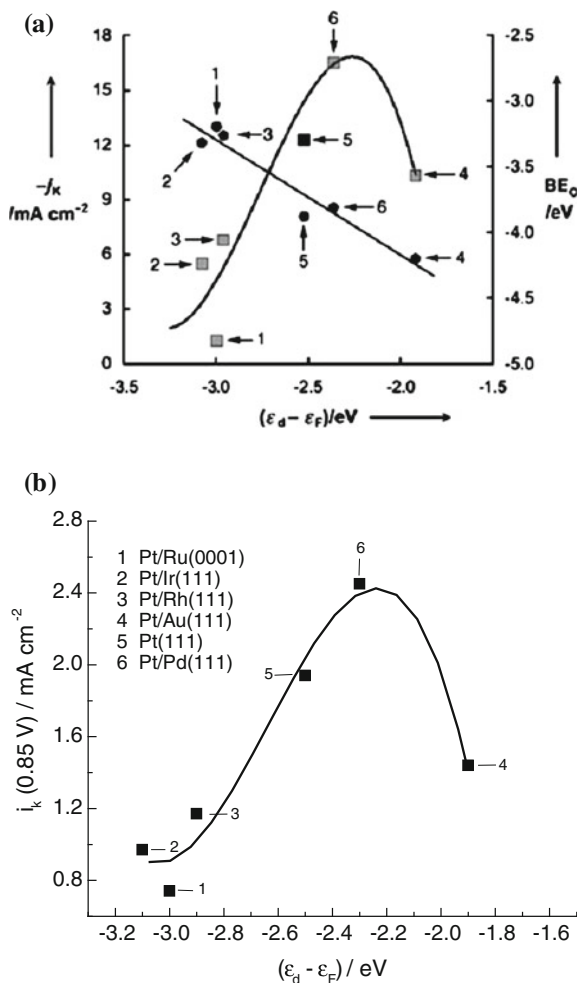 (a)
18
15
12
9
6
3
0
–jK
/mA cm-2
-2.5
-3.0
-3.5
-4.0
-4.5
-5.0
BEO
/eV
6
1
3
2
5
4
6
3
2
5
4
1
-3.5 -3.0 -2.5 -2.0 -1.5
(εd – εF)/eV
(b)
2.8
2.4
2.0
1.6
1.2
0.8
ik (0.85 V) / mA cm-2
1 Pt/Ru(0001)
2 Pt/Ir(111)
3 Pt/Rh(111)
4 Pt/Au(111)
5 Pt(111)
6 Pt/Pd(111)
6
5
4
3
2
1
-3.2 -3.0 -2.8 -2.6 -2.4 -2.2 -2.0 -1.8 -1.6
(εd – εF) / eV